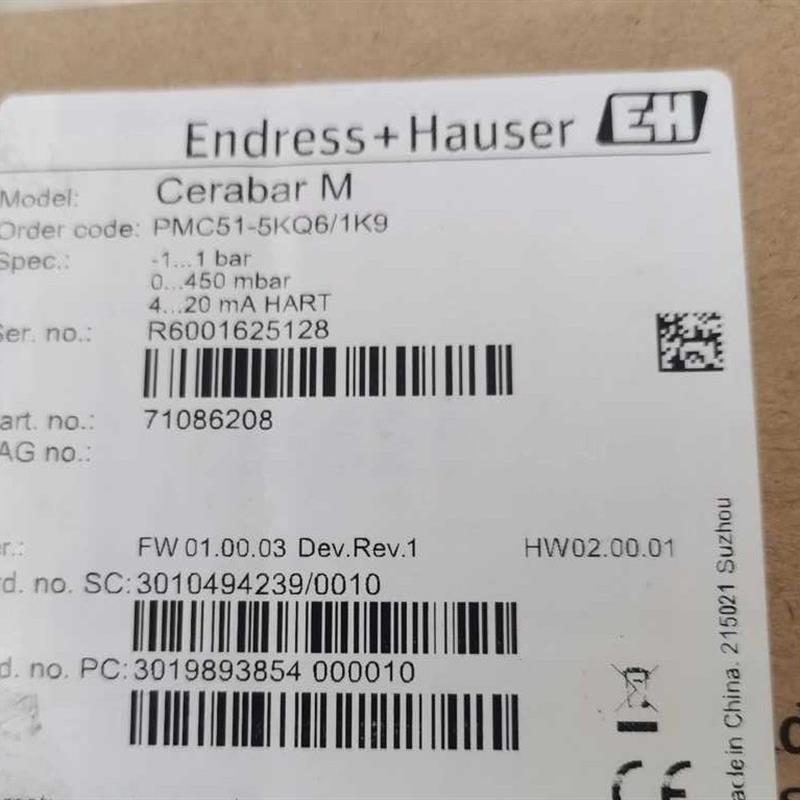 Endress+Hauser EH
Model: Cerabar M
Order code: PMC51-5KQ6/1K9
Spec.: -1...1 bar
0...450 mbar
4...20 mA HART
Ser. no.: R6001625128
art. no.: 71086208
AG no.:
r.: FW 01.00.03 Dev.Rev.1 HW02.00.01
d. no. SC: 3010494239/0010
d. no. PC: 3019893854 000010
CE
ade in China. 215021 Suzhou